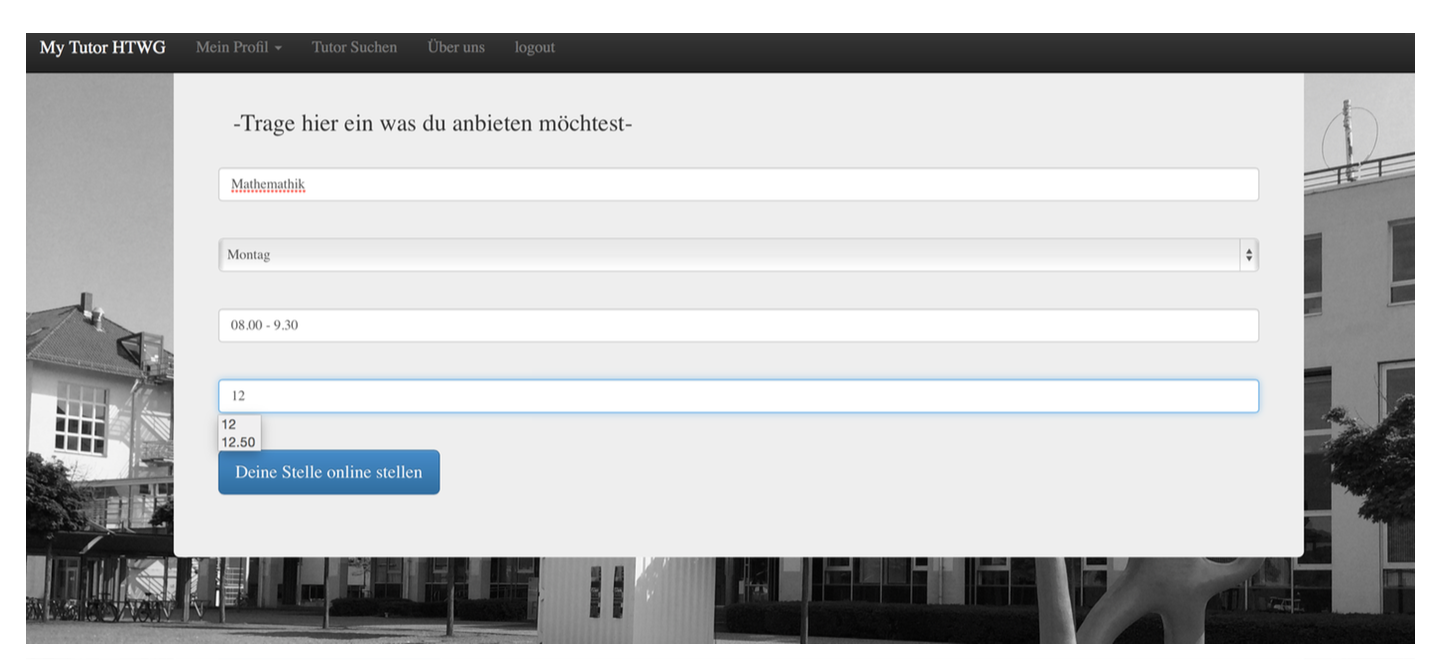 My Tutor HTWG Mein Profil Tutor Suchen Über uns logout
-Trage hier ein was du anbieten möchtest-
Mathemathik
Montag
08.00 - 9.30
12
12
12.50
Deine Stelle online stellen